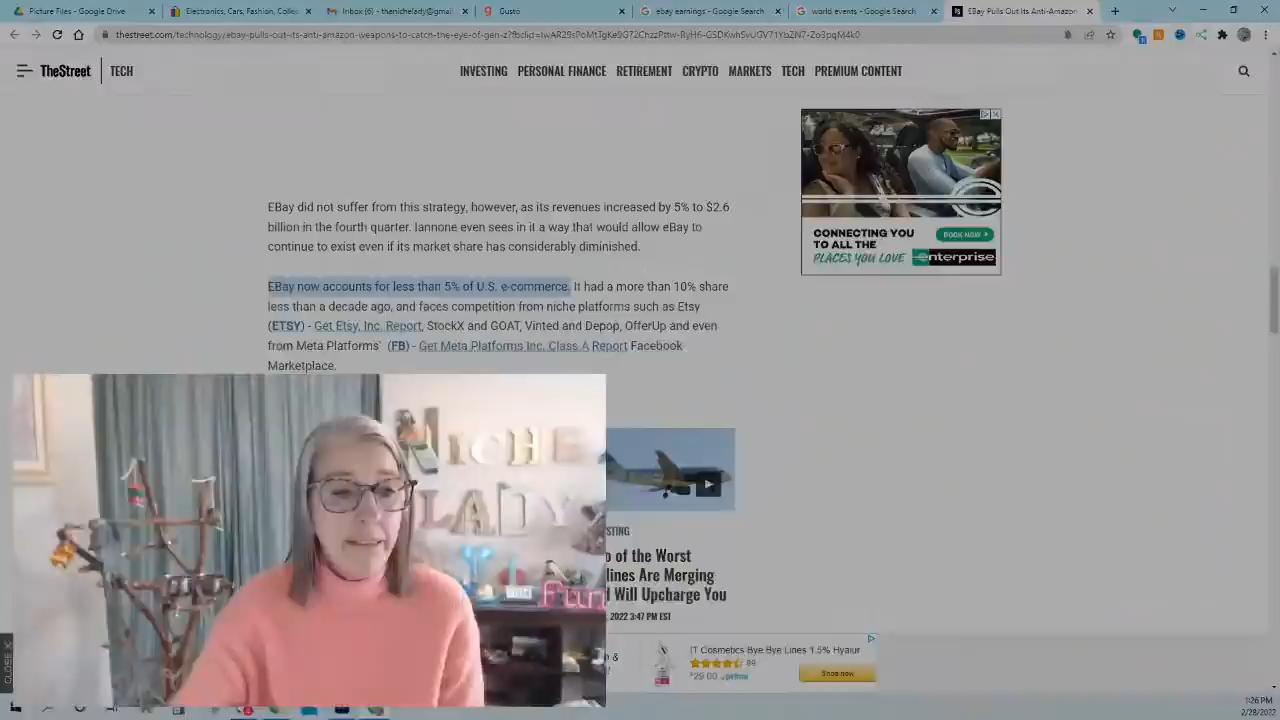 Picture Files - Google Drive
Electronics, Cars, Fashion, Collec
Inbox (6) - thanichelady@gmail
Gusto
ebay earnings - Google Search
world events - Google Search
EBay Pulls Out Its Anti-Amazon
TheStreet
TECH
INVESTING PERSONAL FINANCE RETIREMENT CRYPTO MARKETS TECH PREMIUM CONTENT
EBay did not suffer from this strategy, however, as its revenues increased by 5% to $2.6
billion in the fourth quarter. Iannone even sees in it a way that would allow eBay to
continue to exist even if its market share has considerably diminished.
EBay now accounts for less than 5% of U.S. e-commerce. It had a more than 10% share
less than a decade ago, and faces competition from niche platforms such as Etsy
(ETSY) - Get Etsy, Inc. Report, StockX and GOAT, Vinted and Depop, OfferUp and even
from Meta Platforms' (FB) - Get Meta Platforms Inc. Class A Report Facebook
Marketplace.
CONNECTING YOU
TO ALL THE
PLACES YOU LOVE
BOOK NOW
enterprise
NICHE
LADY
STING
o of the Worst
lines Are Merging
Will Upcharge You
, 2022 3:47 PM EST
CLOSE X
IT Cosmetics Bye Bye Lines 1.5% Hyalur
$29.00 prime
Shop now
1:26 PM
2/28/2022